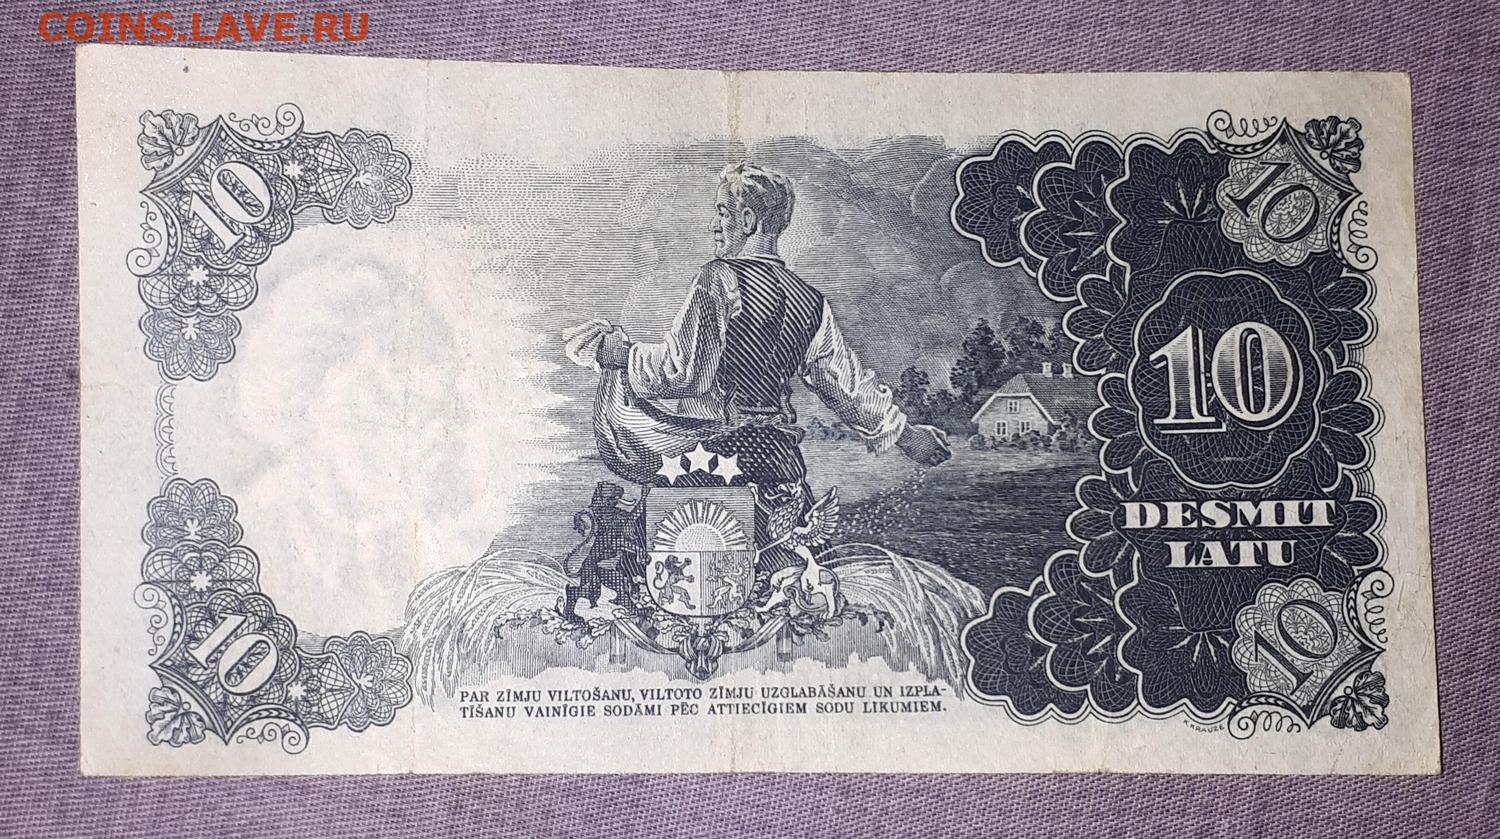 COINS.LAVE.RU
10
10
10
DESMIT
LATU
10
10
PAR ZĪMJU VILTOŠANU, VILTOTO ZĪMJU UZGLABĀŠANU UN IZPLA-
TĪŠANU VAINĪGIE SODĀMI PĒC ATTIECĪGIEM SODU LIKUMIEM.
K.KRAUZE